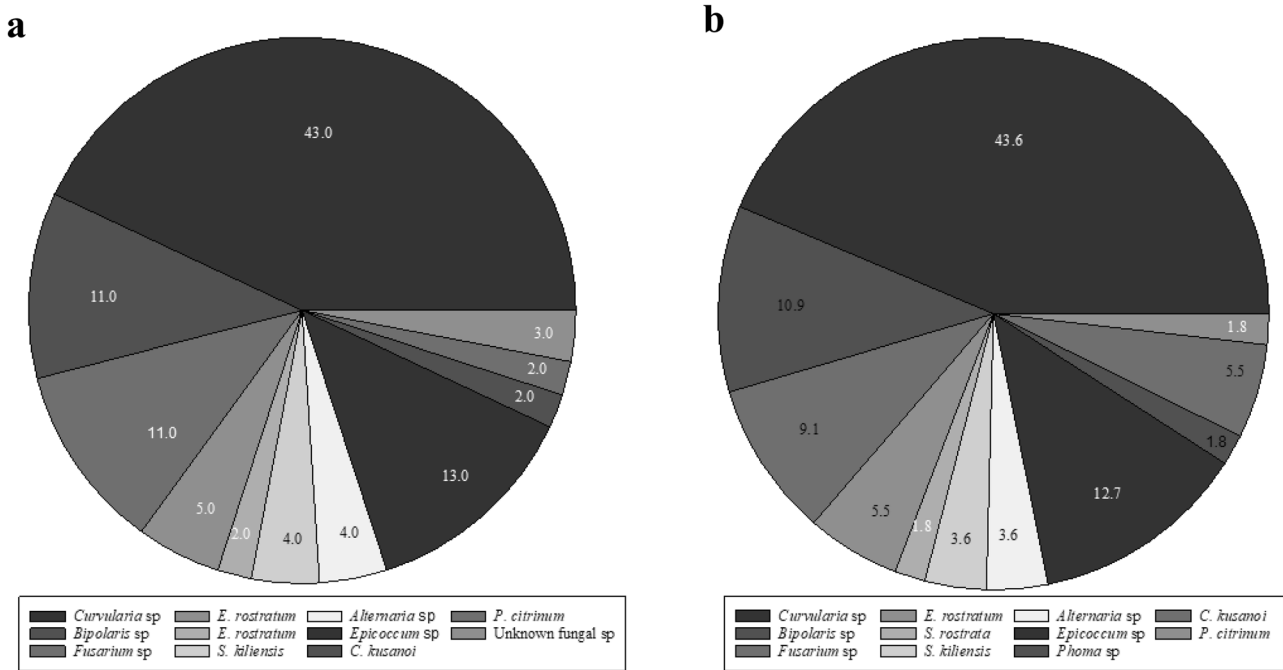 a
43.0
11.0
11.0
5.0
2.0
4.0
4.0
13.0
2.0
2.0
3.0
Curvularia sp E. rostratum Alternaria sp P. citrinum
Bipolaris sp E. rostratum Epicoccum sp Unknown fungal sp
Fusarium sp S. kiliensis C. kusanoi
b
43.6
10.9
9.1
5.5
1.8
3.6
3.6
12.7
1.8
5.5
1.8
Curvularia sp E. rostratum Alternaria sp C. kusanoi
Bipolaris sp S. rostrata Epicoccum sp P. citrinum
Fusarium sp S. kiliensis Phoma sp